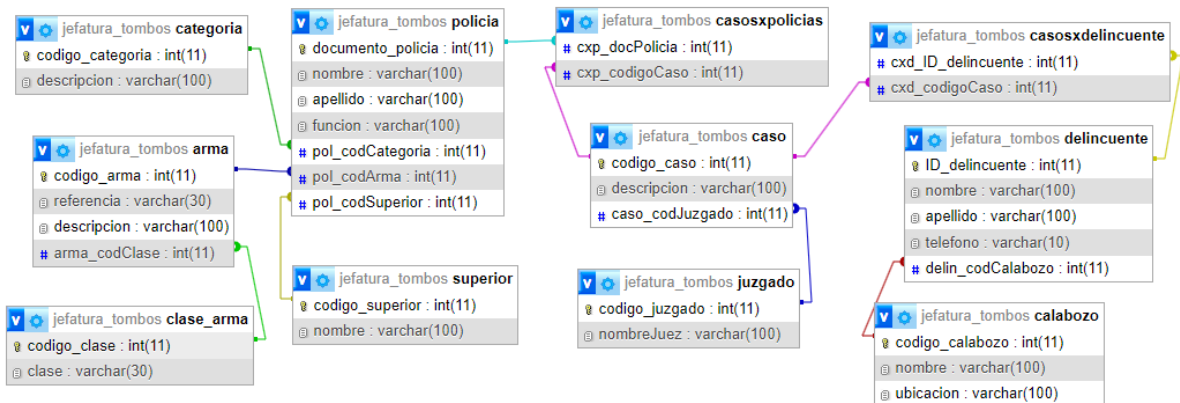 jefatura_tombos categoria
codigo_categoria : int(11)
descripcion : varchar(100)
jefatura_tombos policia
documento_policia : int(11)
nombre : varchar(100)
apellido : varchar(100)
funcion : varchar(100)
# pol_codCategoria : int(11)
# pol_codArma : int(11)
# pol_codSuperior : int(11)
jefatura_tombos casosxpolicias
# cxp_docPolicia : int(11)
# cxp_codigoCaso : int(11)
jefatura_tombos casosxdelincuente
# cxd_ID_delincuente : int(11)
# cxd_codigoCaso : int(11)
jefatura_tombos arma
codigo_arma : int(11)
referencia : varchar(30)
descripcion : varchar(100)
# arma_codClase : int(11)
jefatura_tombos caso
codigo_caso : int(11)
descripcion : varchar(100)
# caso_codJuzgado : int(11)
jefatura_tombos delincuente
ID_delincuente : int(11)
nombre : varchar(100)
apellido : varchar(100)
telefono : varchar(10)
# delin_codCalabozo : int(11)
jefatura_tombos superior
codigo_superior : int(11)
nombre : varchar(100)
jefatura_tombos juzgado
codigo_juzgado : int(11)
nombreJuez : varchar(100)
jefatura_tombos clase_arma
codigo_clase : int(11)
clase : varchar(30)
jefatura_tombos calabozo
codigo_calabozo : int(11)
nombre : varchar(100)
ubicacion : varchar(100)